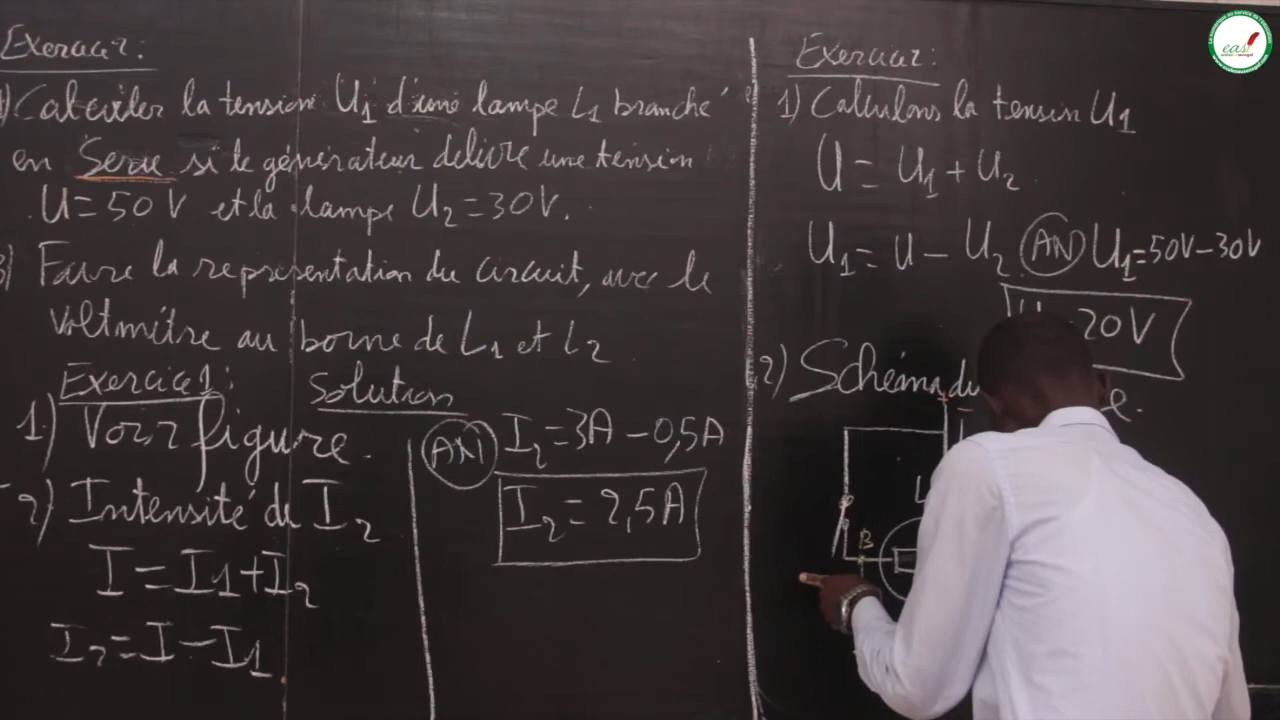 Exercice:
1) Calculer la tension U1 d'une lampe L1 branché
en Serie si le générateur délivre une tension
U = 50 V et la lampe U2 = 30V.
3) Faire la representation du circuit, avec le
Voltmètre au borne de L1 et L2
Exercice 1: Solution
1.) Voir figure.
2) Intensité de I2
I = I1 + I2
I2 = I - I1
AN I2 = 3A - 0,5A
I2 = 2,5A
Exercice 2:
1) Calculons la tension U1
U = U1 + U2
U1 = U - U2 AN U1 = 50V - 30V
20V
2) Schéma du
B
easi